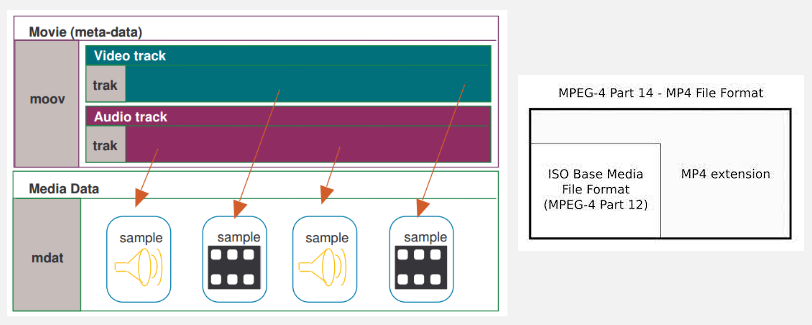 Movie (meta-data)
Video track
trak
moov
Audio track
trak
Media Data
mdat
sample
sample
sample
sample
MPEG-4 Part 14 - MP4 File Format
ISO Base Media
File Format
(MPEG-4 Part 12)
MP4 extension